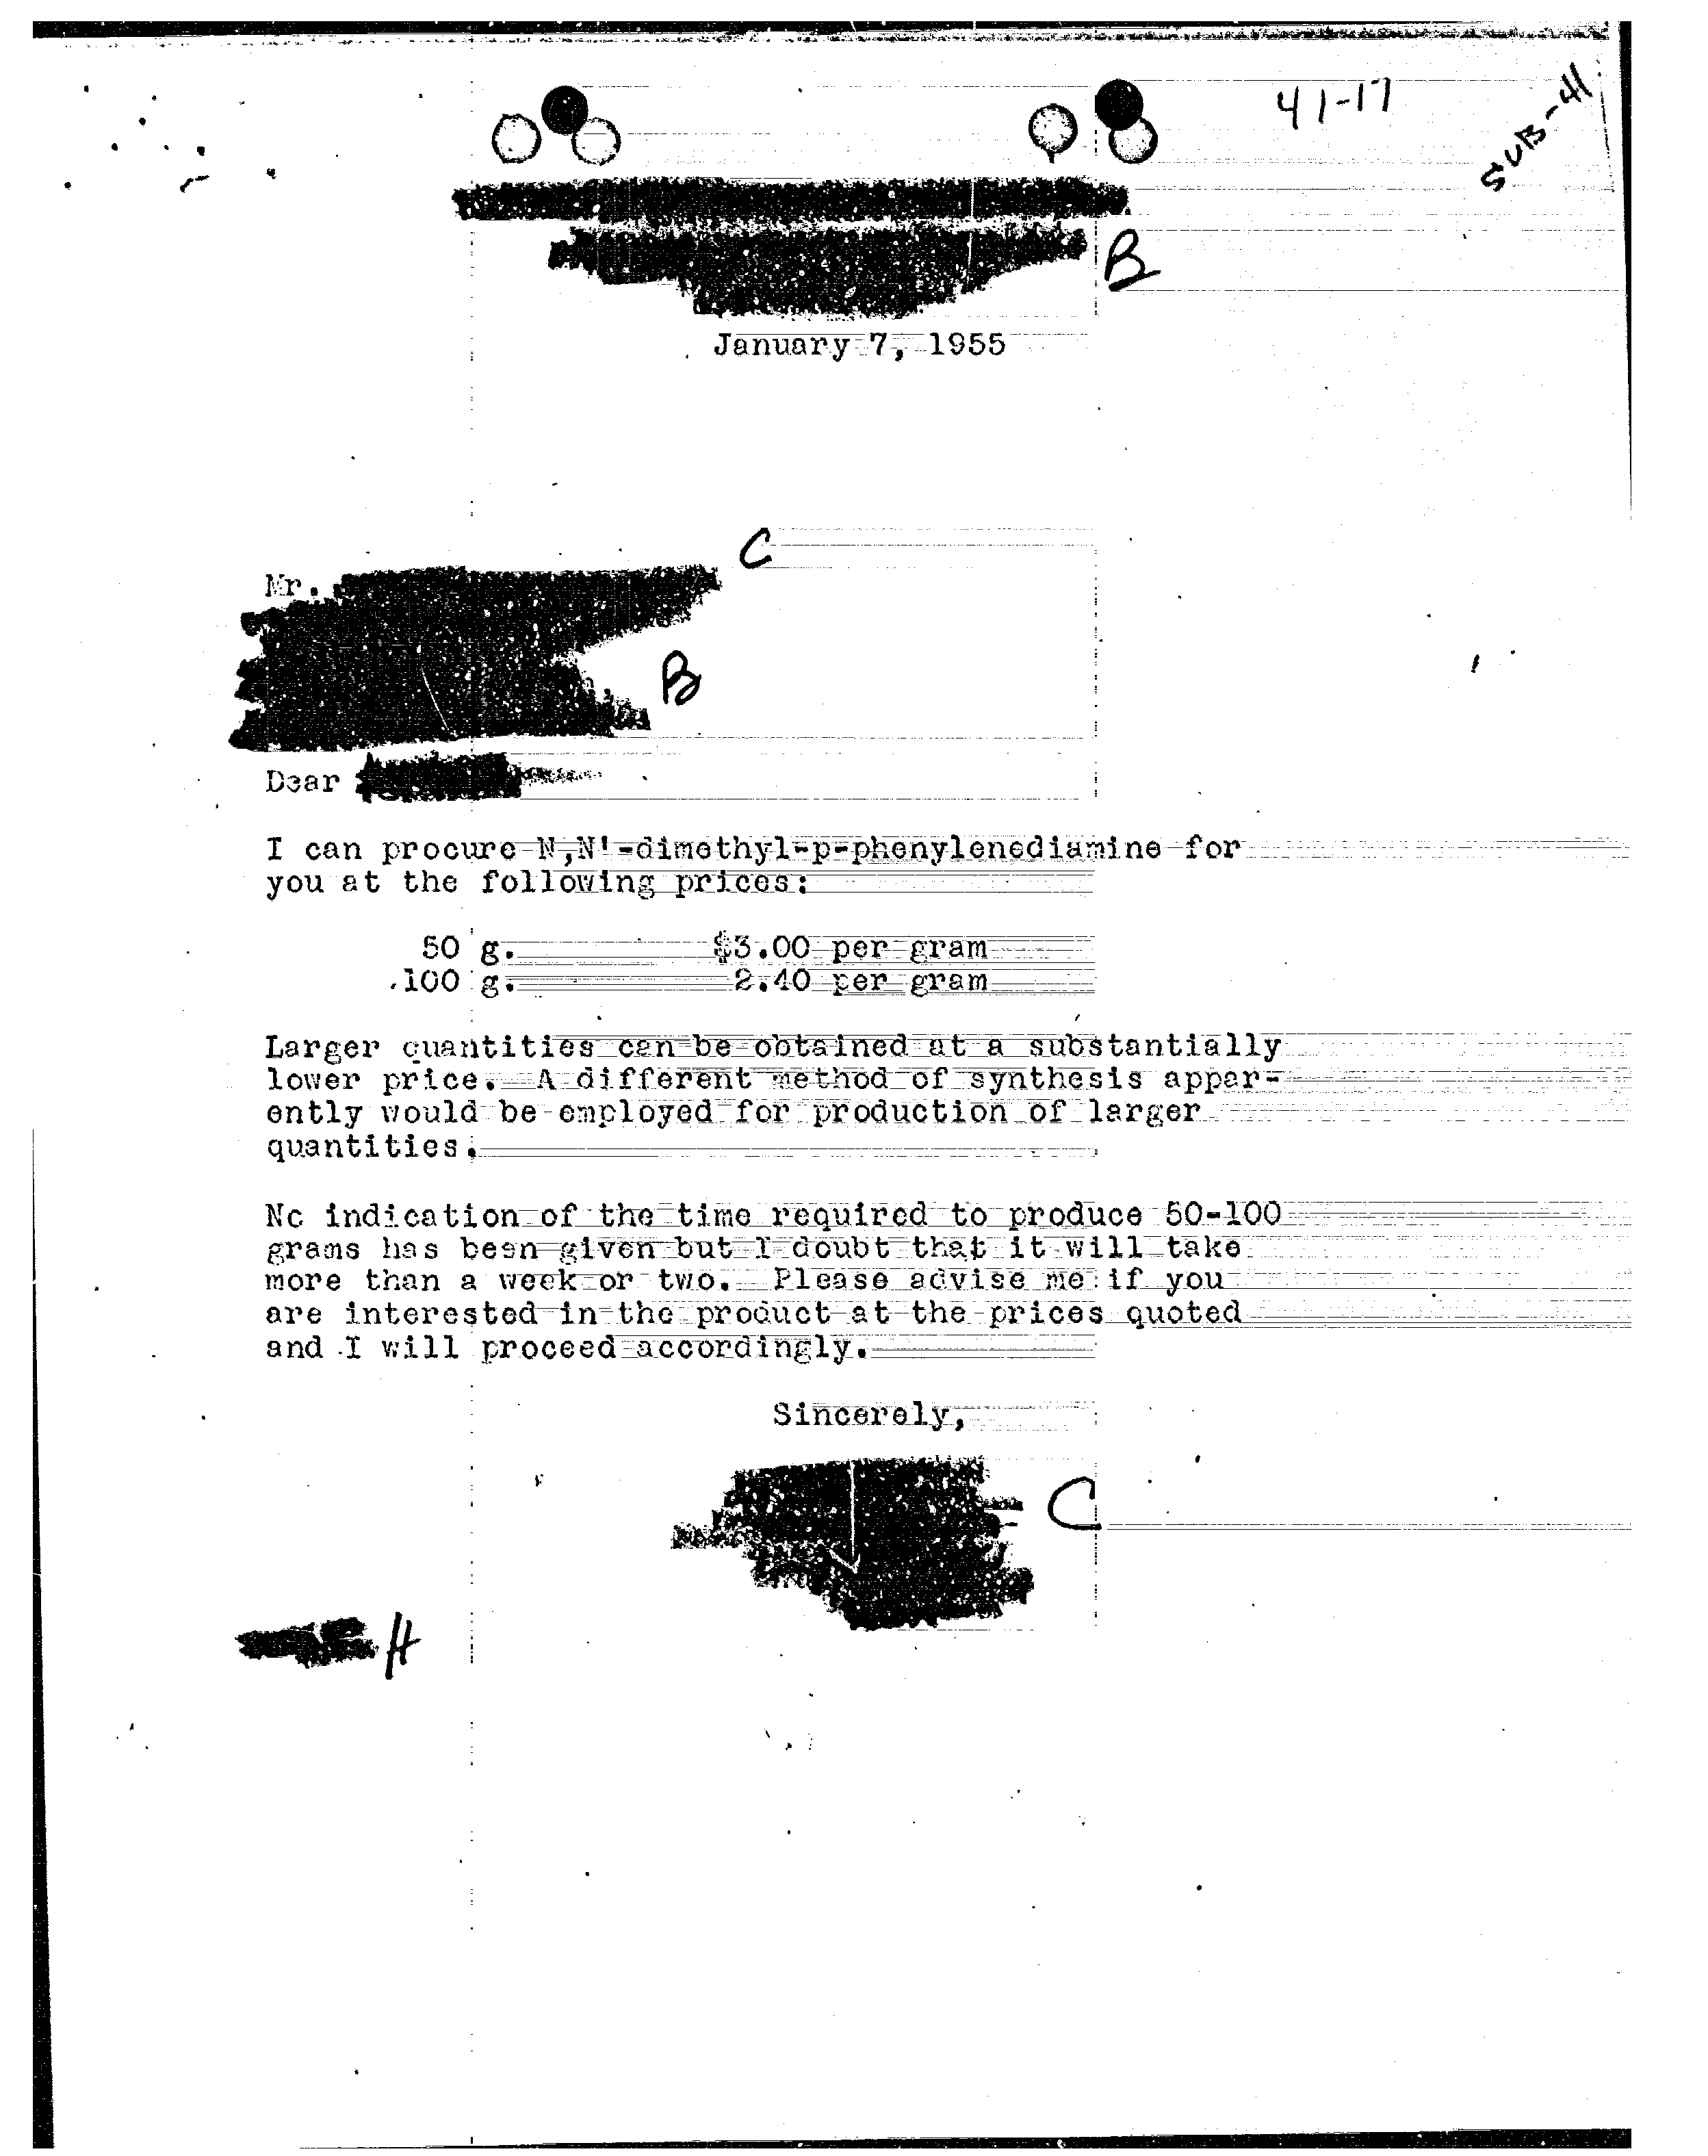 41-17
SUB-41
B
January 7, 1955
C
Mr.
B
Dear
I can procure N,N'-dimethyl-p-phenylenediamine for
you at the following prices:
50 g. $3.00 per gram
100 g. 2.40 per gram
Larger quantities can be obtained at a substantially
lower price. A different method of synthesis appar-
ently would be employed for production of larger
quantities.
No indication of the time required to produce 50-100
grams has been given but I doubt that it will take
more than a week or two. Please advise me if you
are interested in the product at the prices quoted
and I will proceed accordingly.
Sincerely,
C
H